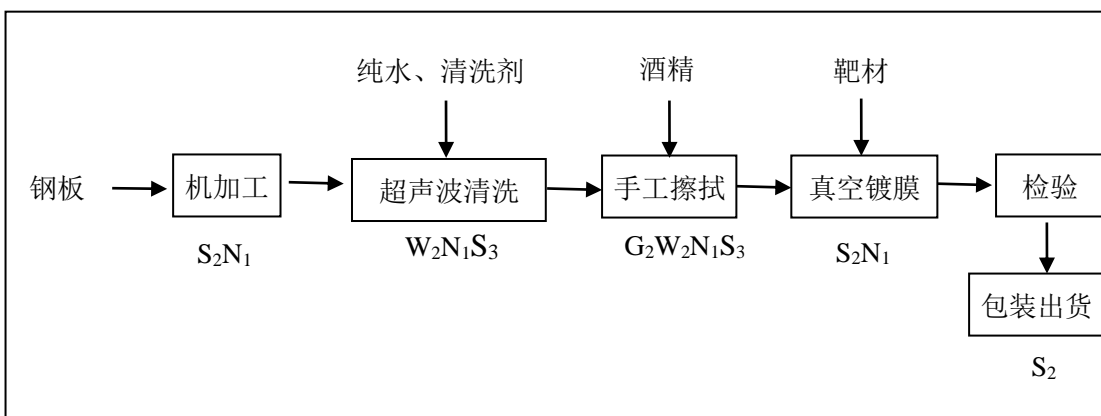 纯水、清洗剂 酒精 靶材
钢板 机加工 超声波清洗 手工擦拭 真空镀膜 检验
S₂N₁ W₂N₁S₃ G₂W₂N₁S₃ S₂N₁
包装出货
S₂